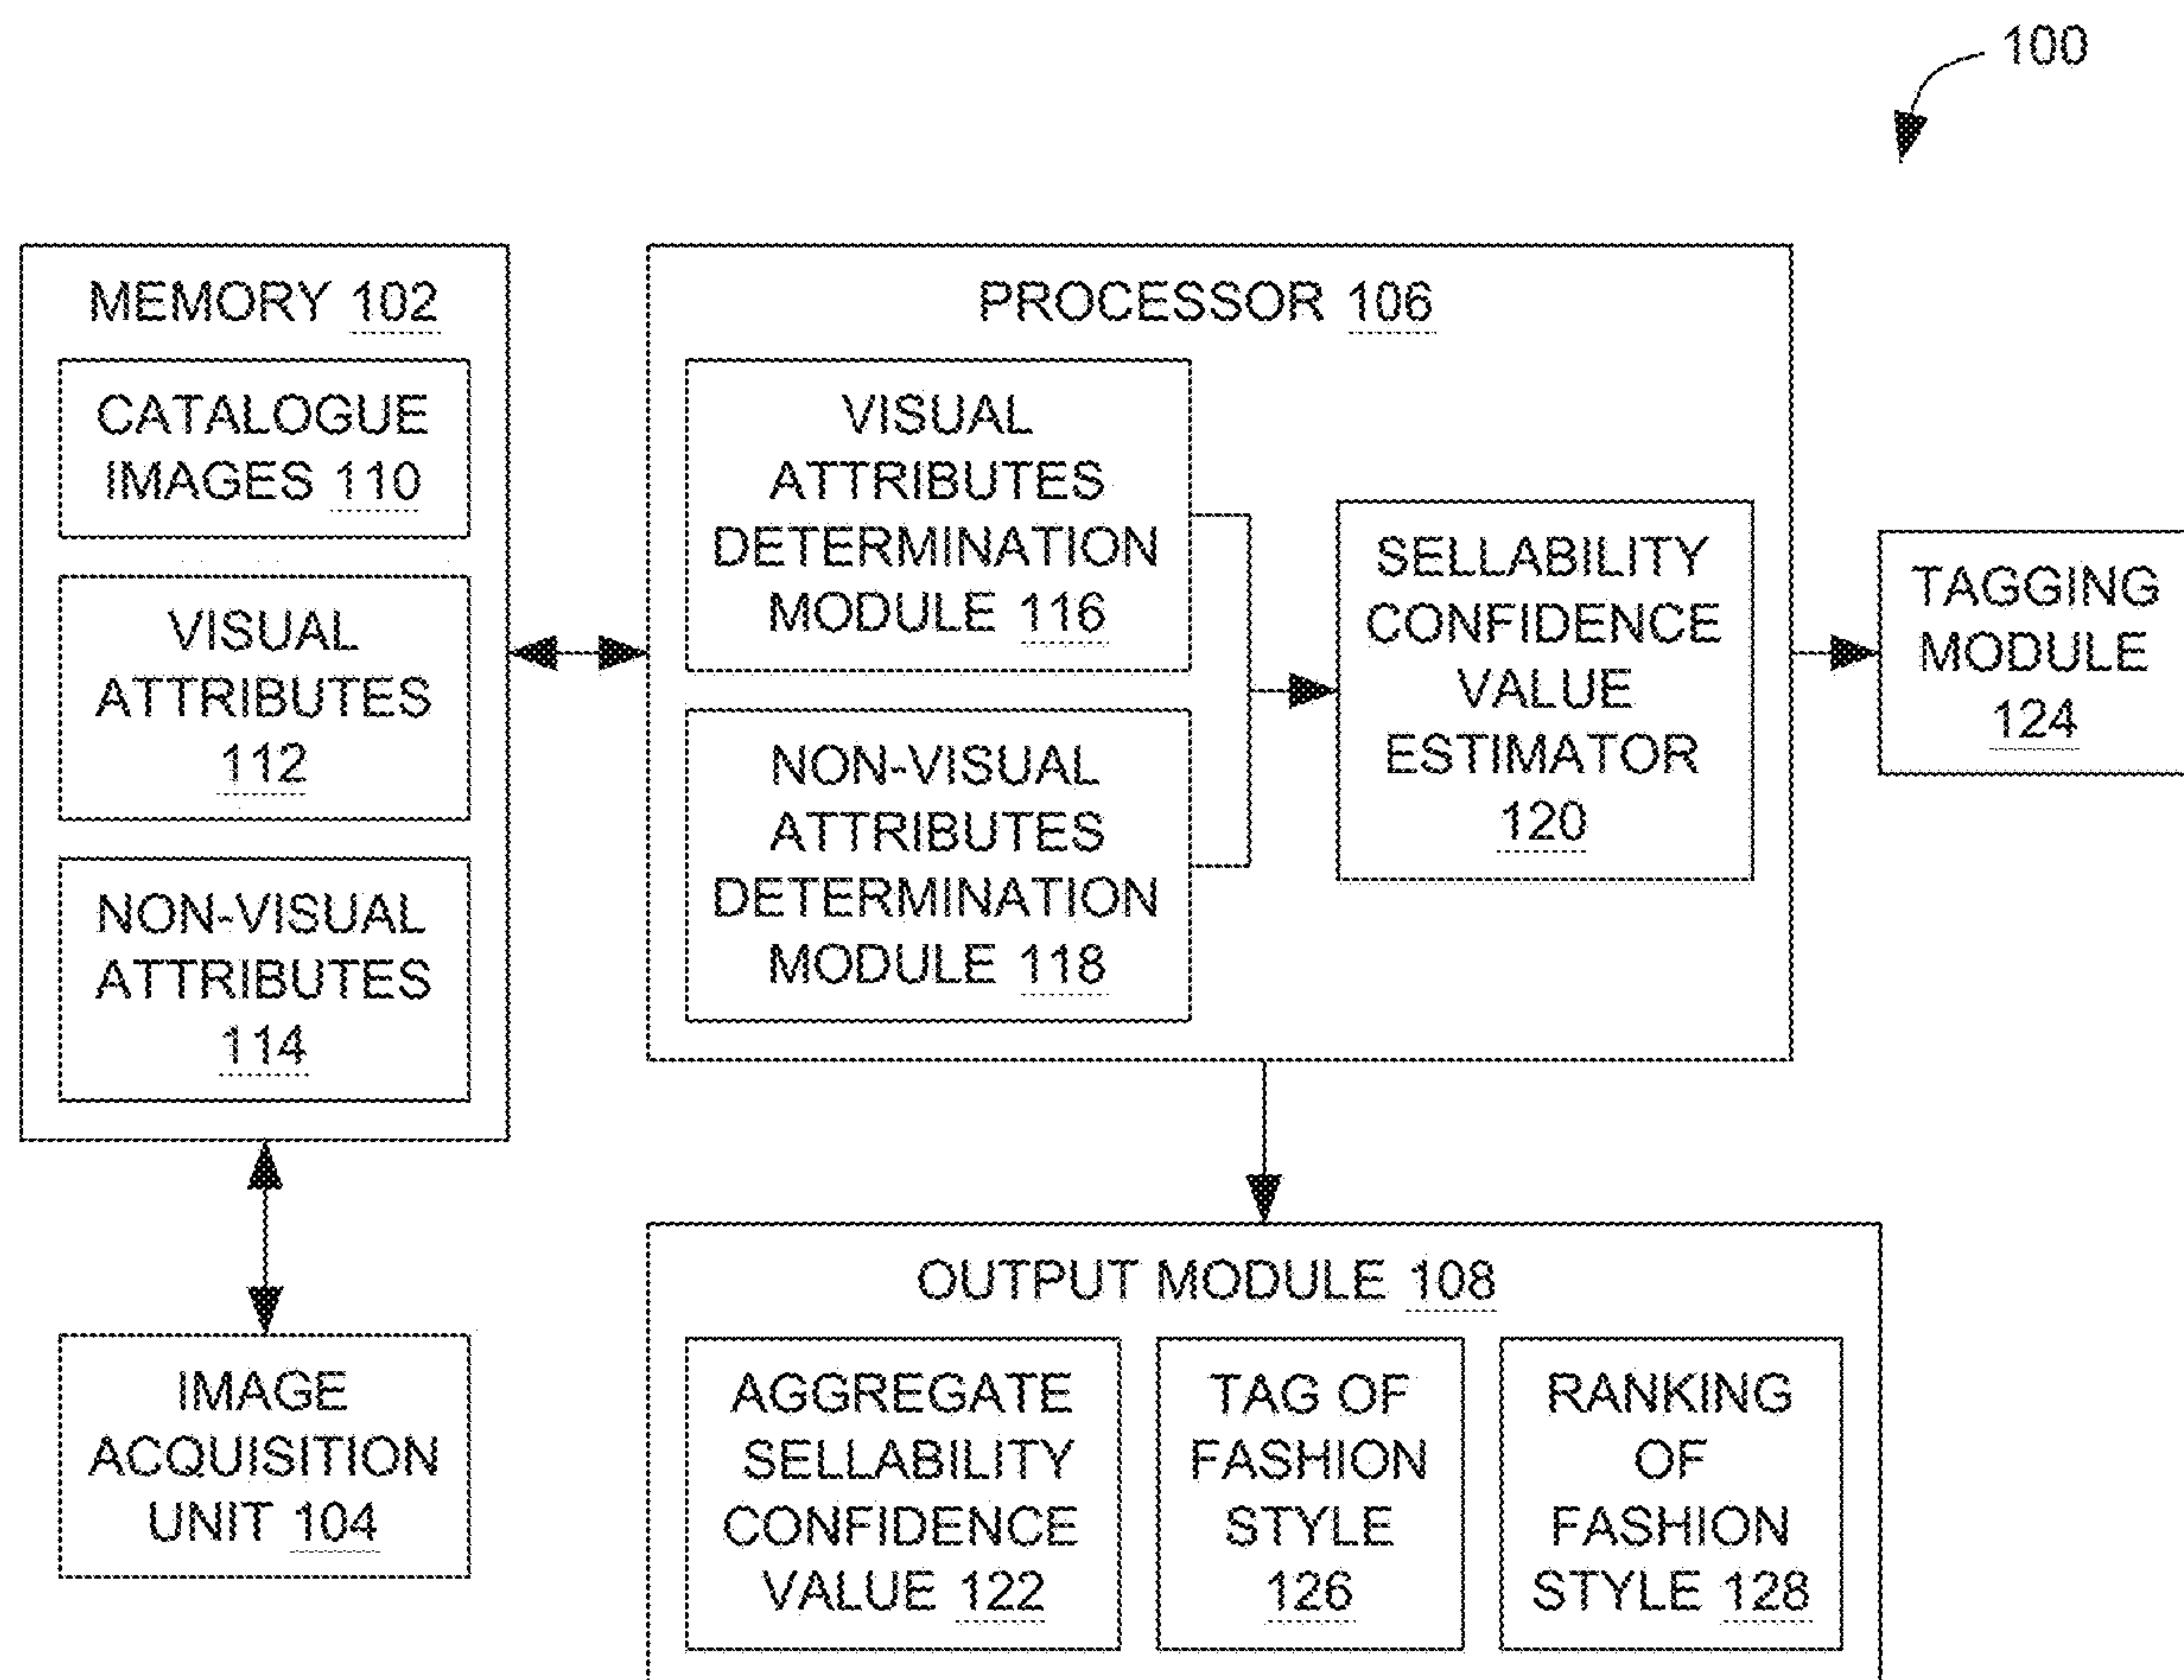 100
MEMORY 102
CATALOGUE
IMAGES 110
VISUAL
ATTRIBUTES
112
NON-VISUAL
ATTRIBUTES
114
IMAGE
ACQUISITION
UNIT 104
PROCESSOR 106
VISUAL
ATTRIBUTES
DETERMINATION
MODULE 116
NON-VISUAL
ATTRIBUTES
DETERMINATION
MODULE 118
SELLABILITY
CONFIDENCE
VALUE
ESTIMATOR
120
TAGGING
MODULE
124
OUTPUT MODULE 108
AGGREGATE
SELLABILITY
CONFIDENCE
VALUE 122
TAG OF
FASHION
STYLE
126
RANKING
OF
FASHION
STYLE 128